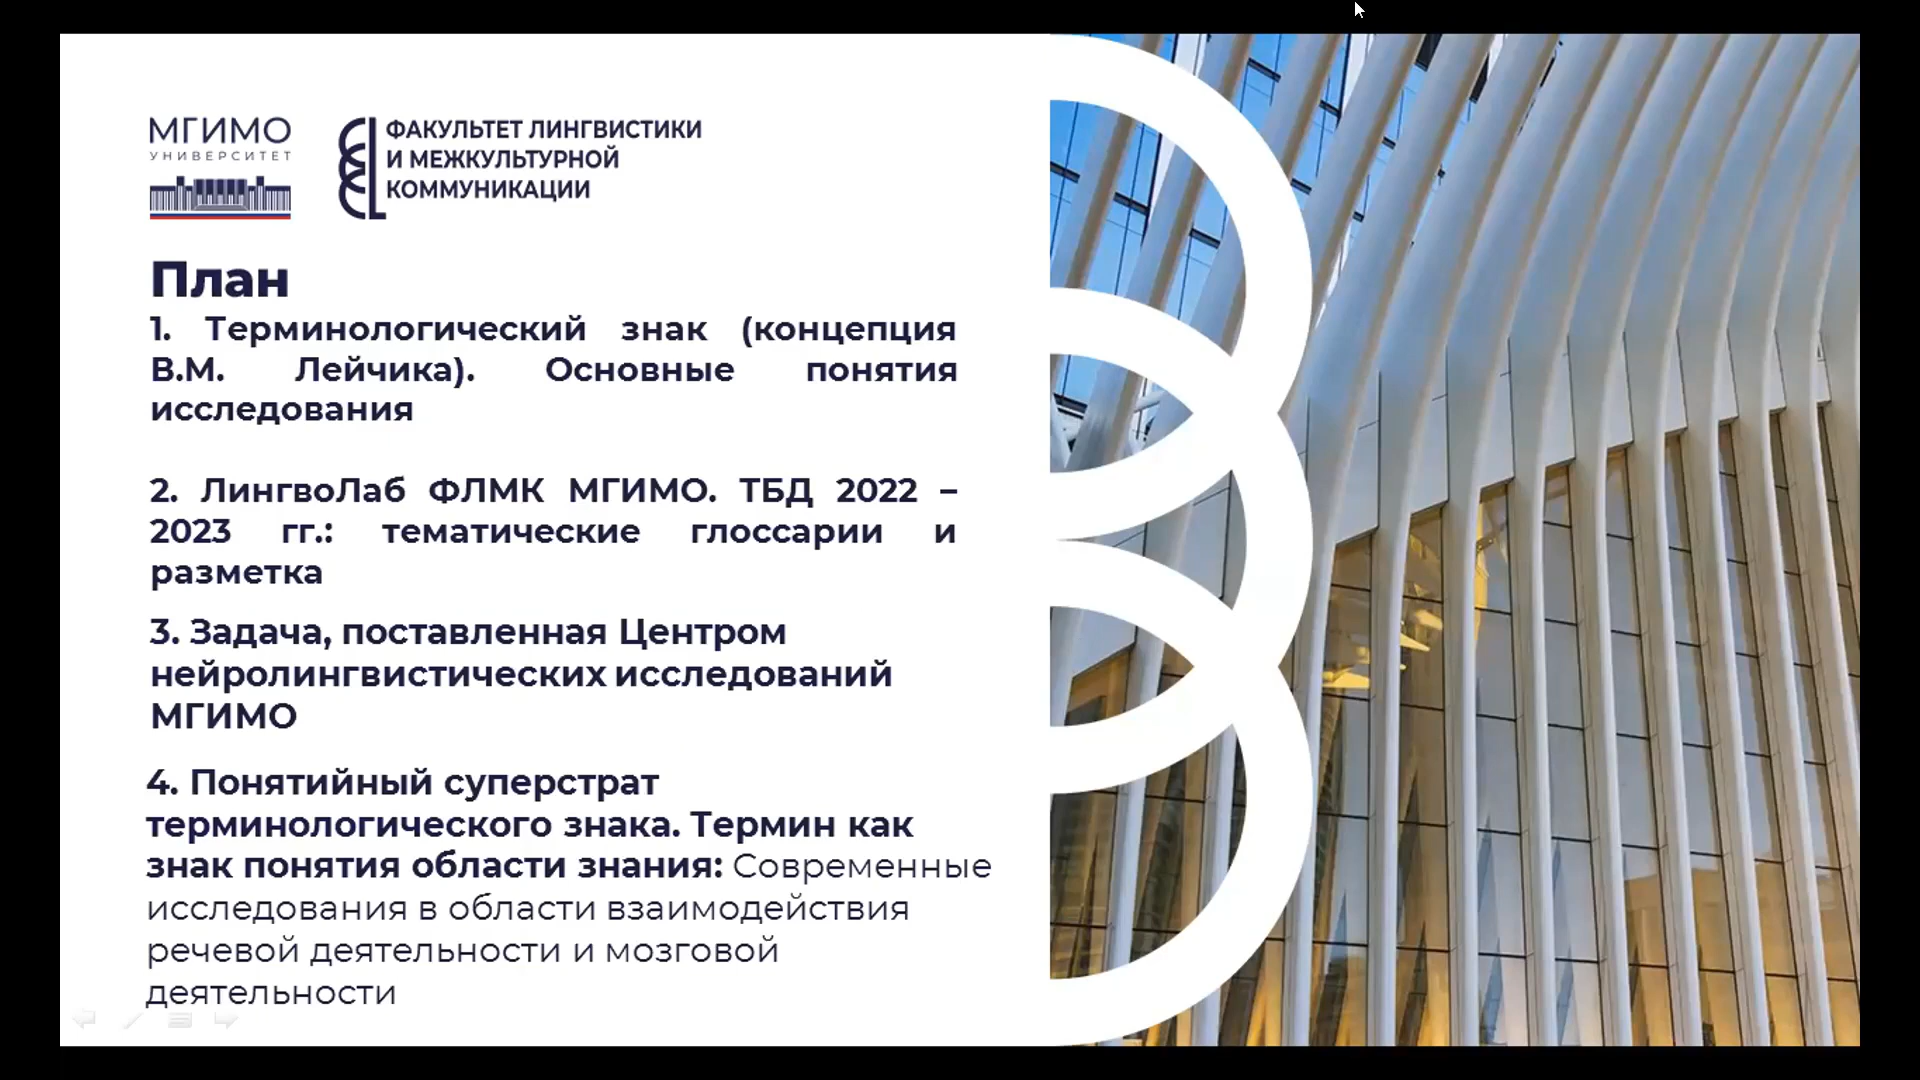 МГИМО
УНИВЕРСИТЕТ
ФАКУЛЬТЕТ ЛИНГВИСТИКИ
И МЕЖКУЛЬТУРНОЙ
КОММУНИКАЦИИ
План
1. Терминологический знак (концепция
В.М. Лейчика). Основные понятия
исследования
2. ЛингвоЛаб ФЛМК МГИМО. ТБД 2022 –
2023 гг.: тематические глоссарии и
разметка
3. Задача, поставленная Центром
нейролингвистических исследований
МГИМО
4. Понятийный суперстрат
терминологического знака. Термин как
знак понятия области знания: Современные
исследования в области взаимодействия
речевой деятельности и мозговой
деятельности